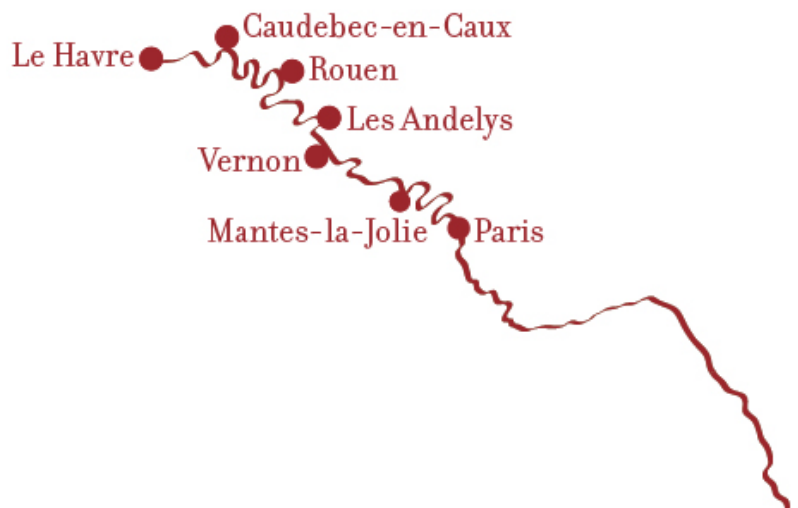 Caudebec-en-Caux
Le Havre
Rouen
Les Andelys
Vernon
Mantes-la-Jolie
Paris